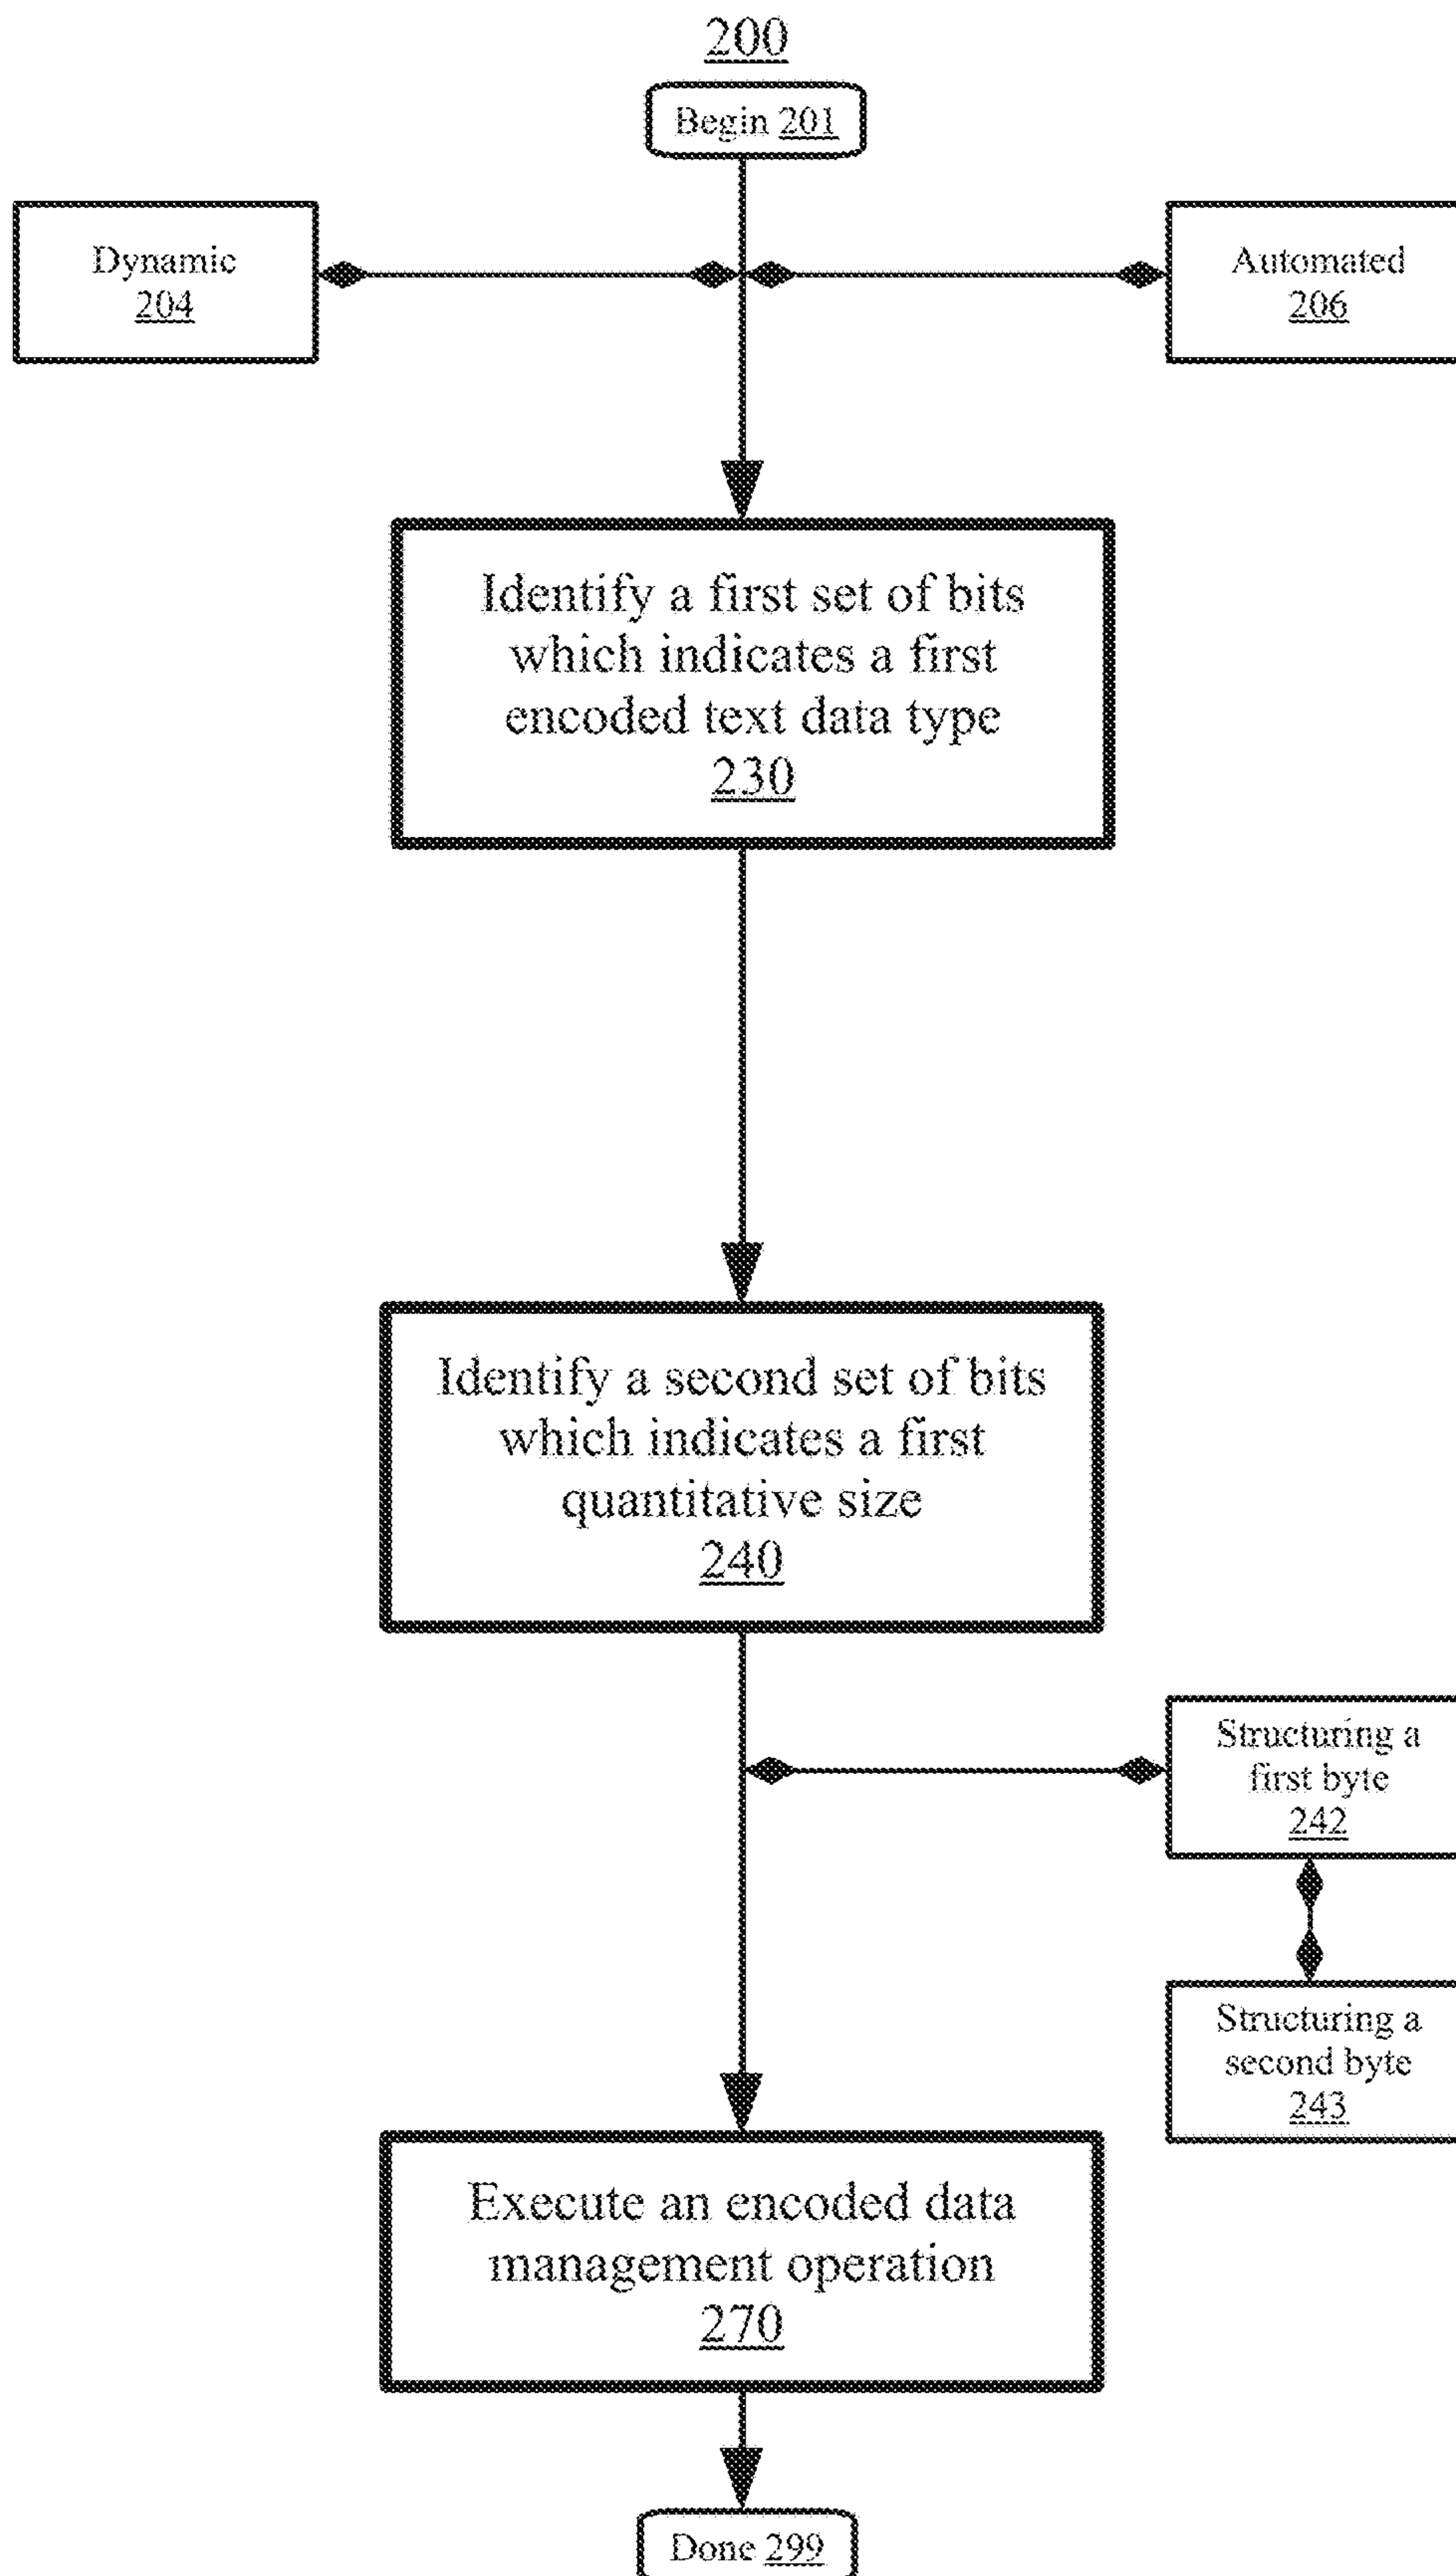 200
Begin 201
Dynamic
204
Automated
206
Identify a first set of bits
which indicates a first
encoded text data type
230
Identify a second set of bits
which indicates a first
quantitative size
240
Structuring a
first byte
242
Structuring a
second byte
243
Execute an encoded data
management operation
270
Done 299